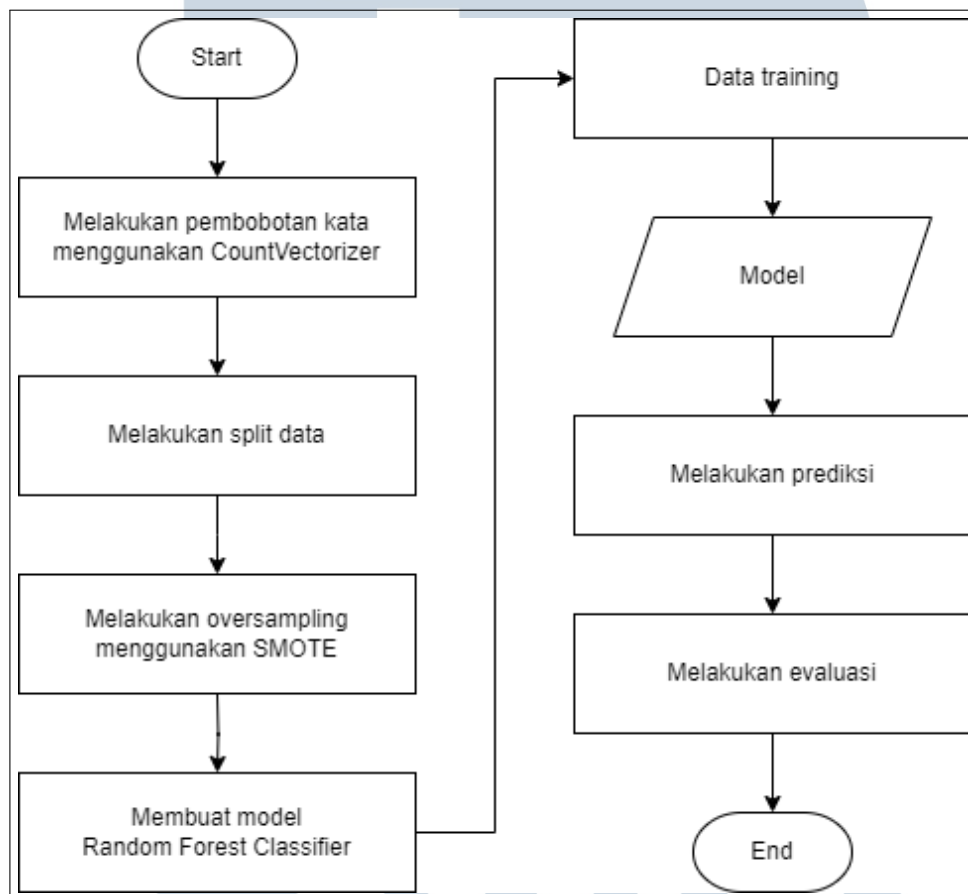 Start
Melakukan pembobotan kata
menggunakan CountVectorizer
Melakukan split data
Melakukan oversampling
menggunakan SMOTE
Membuat model
Random Forest Classifier
Data training
Model
Melakukan prediksi
Melakukan evaluasi
End